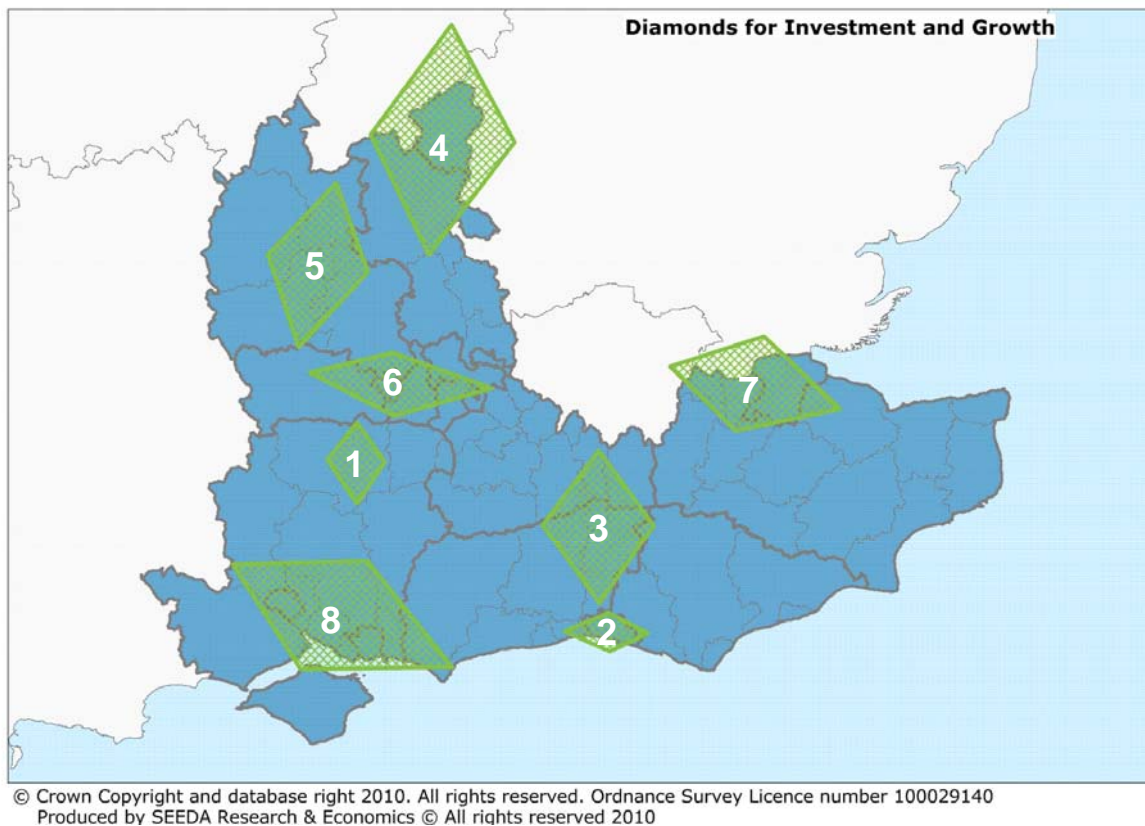 Diamonds for Investment and Growth
4
5
6
7
1
3
8
2
© Crown Copyright and database right 2010. All rights reserved. Ordnance Survey Licence number 100029140
Produced by SEEDA Research & Economics © All rights reserved 2010